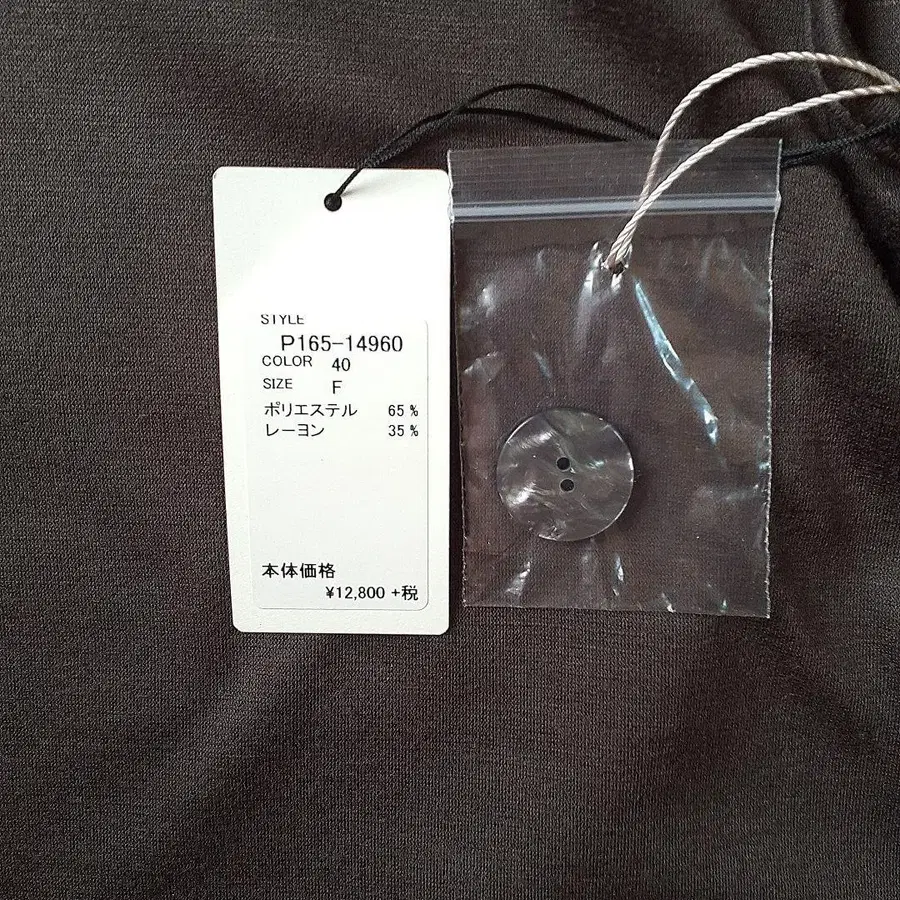 STYLE
P165-14960
COLOR 40
SIZE F
ポリエステル 65%
レーヨン 35%
本体価格
¥12,800 +税